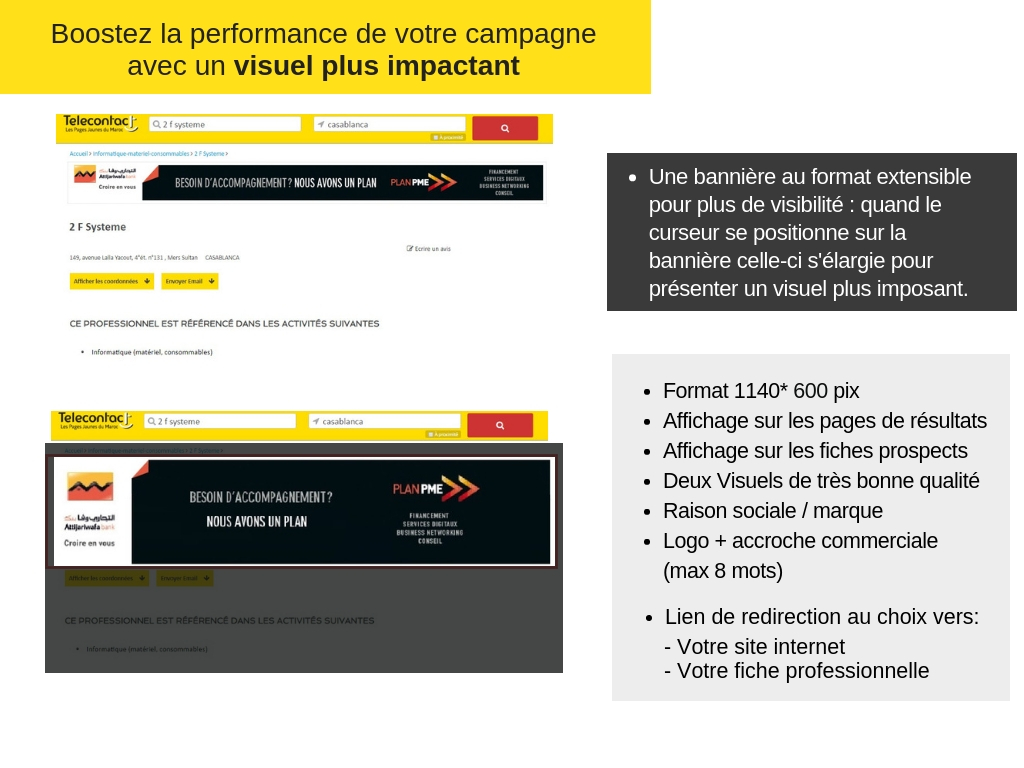 Boostez la performance de votre campagne
avec un visuel plus impactant
Telecontact
Les Pages Jaunes du Maroc
2 f systeme
casablanca
A proximité
Accueil > Informatique-materiel-consommables > 2 F Systeme >
التجاري وفا بنك
Attijariwafa bank
Croire en vous
BESOIN D'ACCOMPAGNEMENT? NOUS AVONS UN PLAN
PLAN PME
FINANCEMENT
SERVICES DIGITAUX
BUSINESS NETWORKING
CONSEIL
2 F Systeme
Ecrire un avis
149, avenue Lalla Yacout, 4°ét. n°131 , Mers Sultan CASABLANCA
Afficher les coordonnées
Envoyer Email
CE PROFESSIONNEL EST RÉFÉRENCÉ DANS LES ACTIVITÉS SUIVANTES
• Informatique (matériel, consommables)
Telecontact
Les Pages Jaunes du Maroc
2 f systeme
casablanca
A proximité
Accueil > Informatique-materiel-consommables > 2 F Systeme >
BESOIN D'ACCOMPAGNEMENT?
NOUS AVONS UN PLAN
PLAN PME
FINANCEMENT
SERVICES DIGITAUX
BUSINESS NETWORKING
CONSEIL
التجاري وفا بنك
Attijariwafa bank
Croire en vous
Afficher les coordonnées
Envoyer Email
CE PROFESSIONNEL EST RÉFÉRENCÉ DANS LES ACTIVITÉS SUIVANTES
• Informatique (matériel, consommables)
• Une bannière au format extensible
pour plus de visibilité : quand le
curseur se positionne sur la
bannière celle-ci s'élargie pour
présenter un visuel plus imposant.
• Format 1140* 600 pix
• Affichage sur les pages de résultats
• Affichage sur les fiches prospects
• Deux Visuels de très bonne qualité
• Raison sociale / marque
• Logo + accroche commerciale
(max 8 mots)
• Lien de redirection au choix vers:
- Votre site internet
- Votre fiche professionnelle